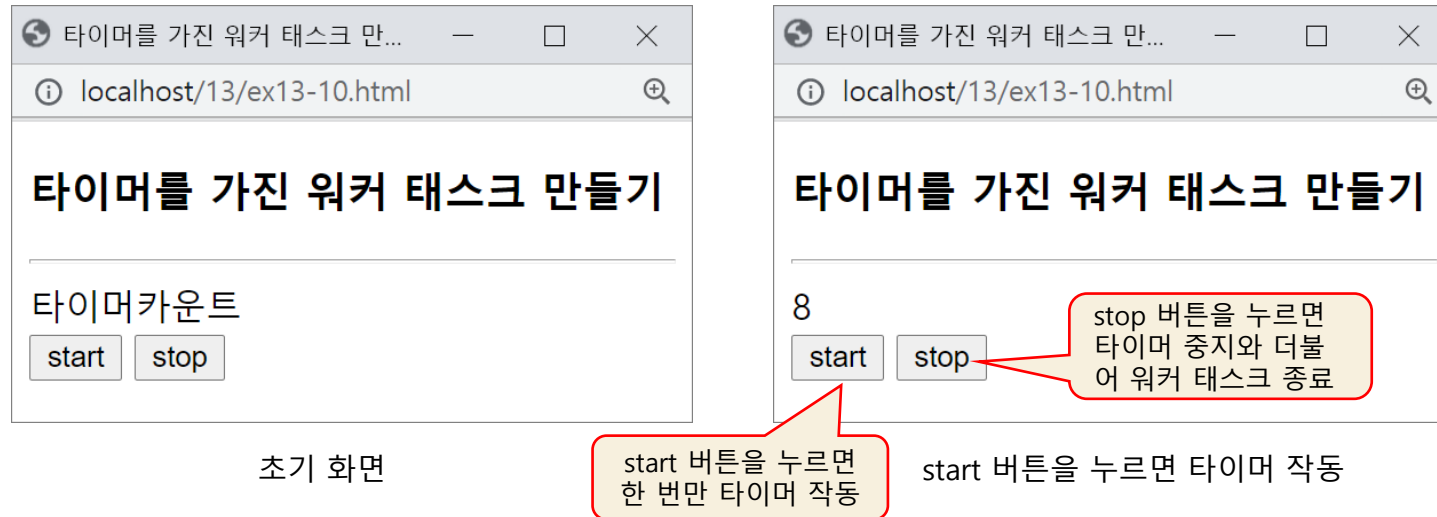 타이머를 가진 워커 태스크 만...
localhost/13/ex13-10.html
타이머를 가진 워커 태스크 만들기
타이머카운트
start stop
초기 화면
타이머를 가진 워커 태스크 만...
localhost/13/ex13-10.html
타이머를 가진 워커 태스크 만들기
8
start stop
stop 버튼을 누르면
타이머 중지와 더불
어 워커 태스크 종료
start 버튼을 누르면
한 번만 타이머 작동
start 버튼을 누르면 타이머 작동